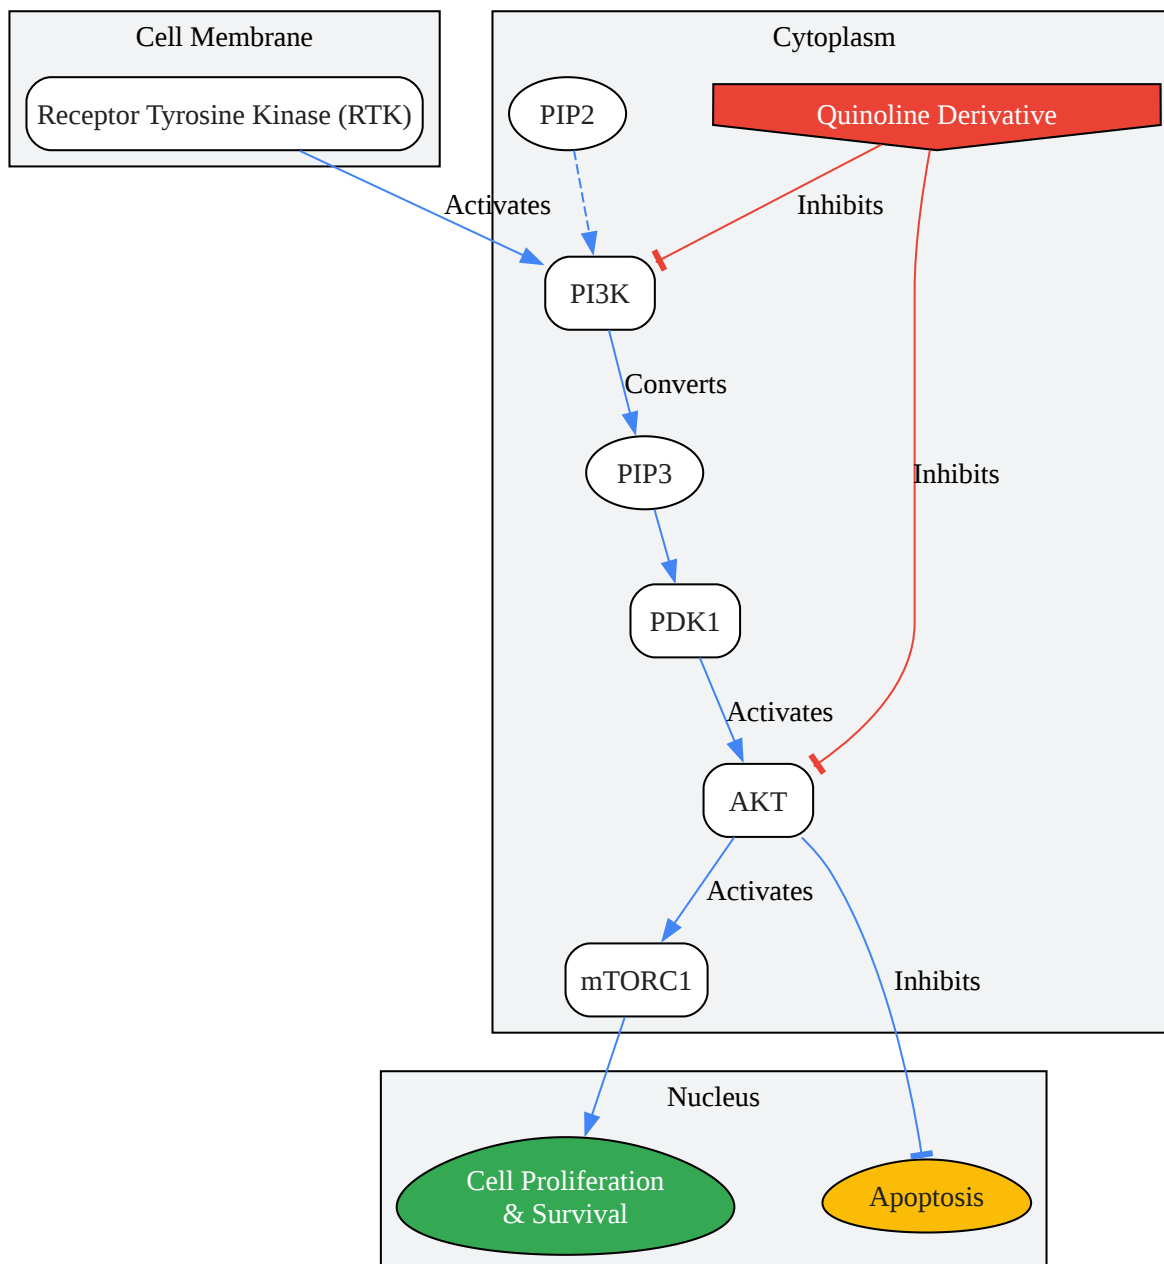 Cell Membrane
Cytoplasm
Receptor Tyrosine Kinase (RTK)
PIP2
Quinoline Derivative
Activates
Inhibits
PI3K
Converts
PIP3
Inhibits
PDK1
Activates
AKT
Activates
mTORC1
Inhibits
Nucleus
Cell Proliferation
& Survival
Apoptosis